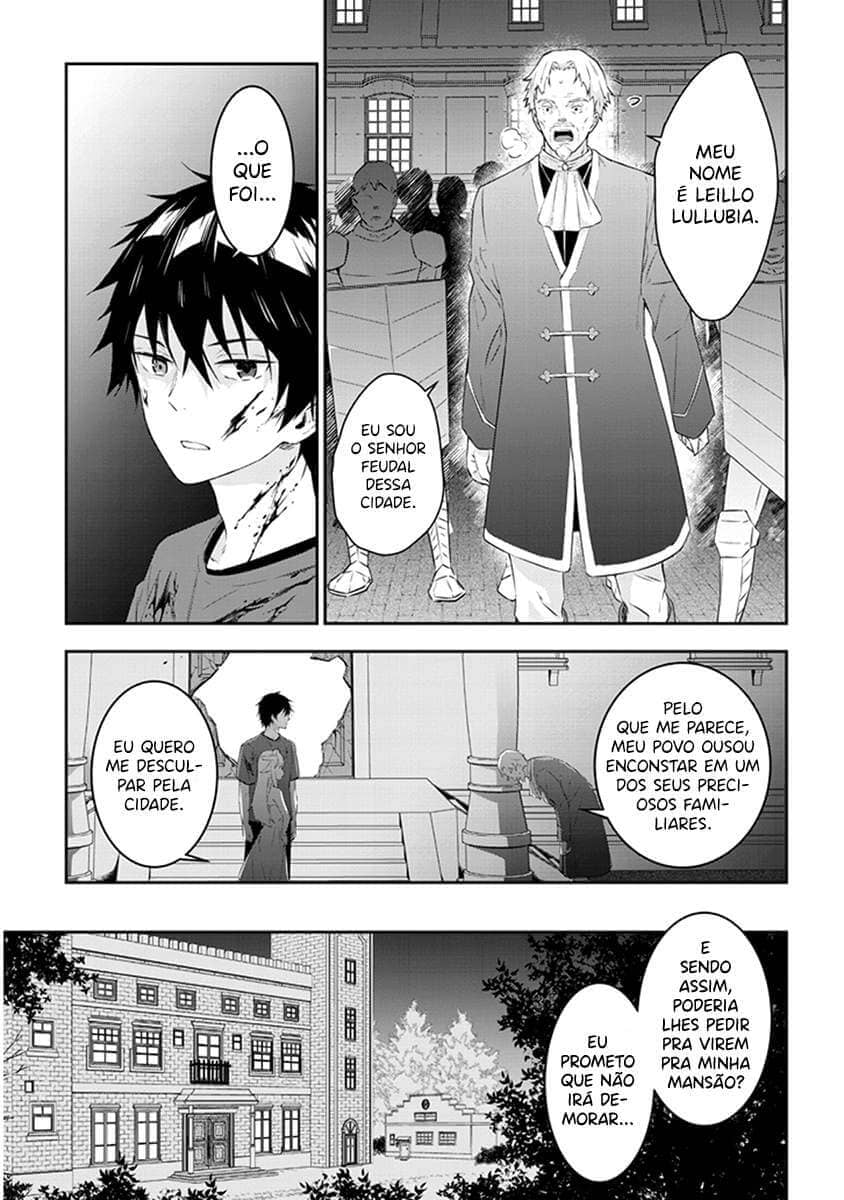 MEU
NOME
É LEILLO
LULLUBIA.
EU SOU
O SENHOR
FEUDAL
DESSA
CIDADE.
...O
QUE
FOI...
PELO
QUE ME PARECE,
MEU POVO OUSOU
ENCONSTAR EM UM
DOS SEUS PRECI-
OSOS FAMI-
LIARES.
EU QUERO
ME DESCUL-
PAR PELA
CIDADE.
E
SENDO
ASSIM,
PODERIA
LHES PEDIR
PRA VIREM
PRA MINHA
MANSÃO?
EU
PROMETO
QUE NÃO
IRÁ DE-
MORAR...